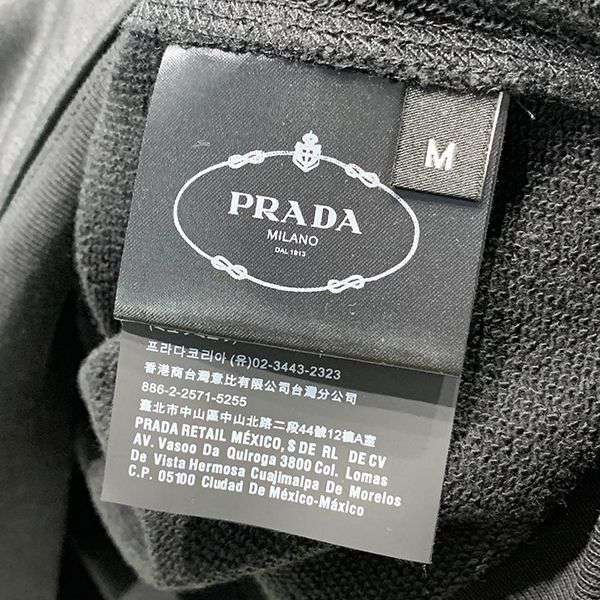 M
PRADA
MILANO
DAL 1913
프라다코리아 (유)02-3443-2323
香港商台灣意比有限公司台灣分公司
886-2-2571-5255
臺北市中山區中山北路二段44號12樓A室
PRADA RETAIL MÉXICO, S DE RL DE CV
AV. Vasco Da Quiroga 3800 Col. Lomas
De Vista Hermosa Cuajimalpa De Morelos
C.P. 05100 Ciudad De México-México